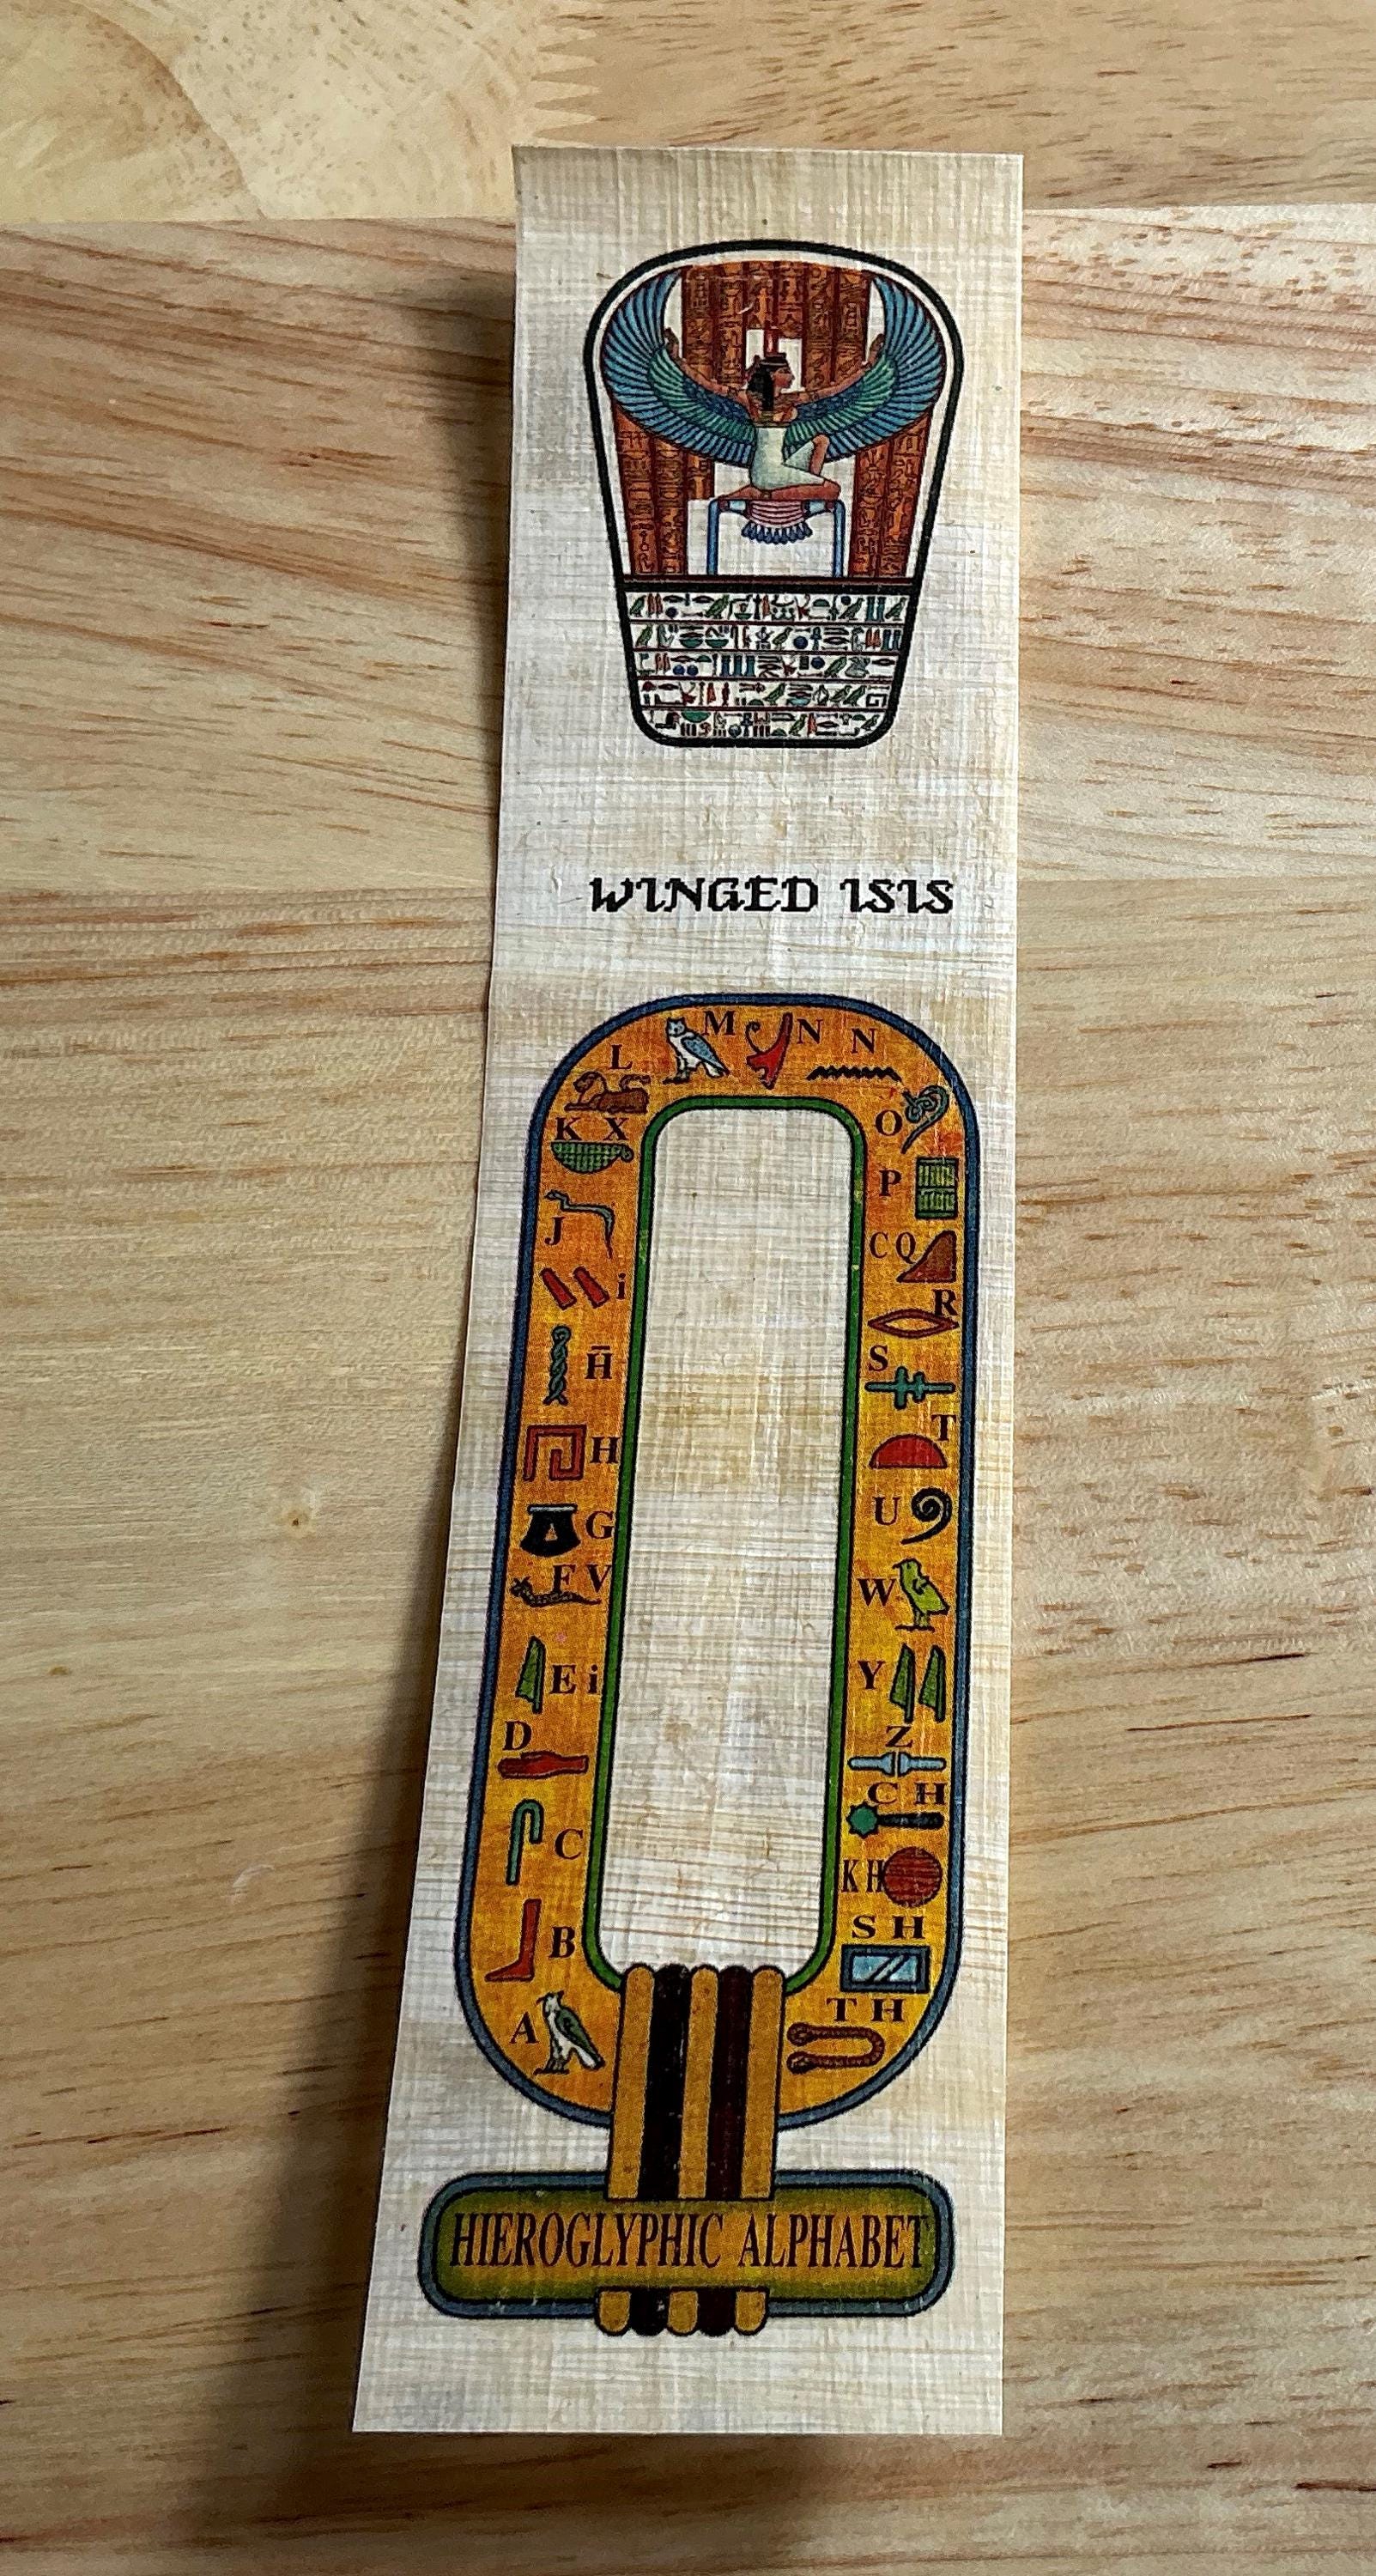 WINGED ISIS
A
B
C
D
E i
F V
G
H
H̄
i
J
K X
L
M
N
N
O
P
C Q
R
S
T
U
W
Y
Z
C H
K H
S H
T H
HIEROGLYPHIC ALPHABET